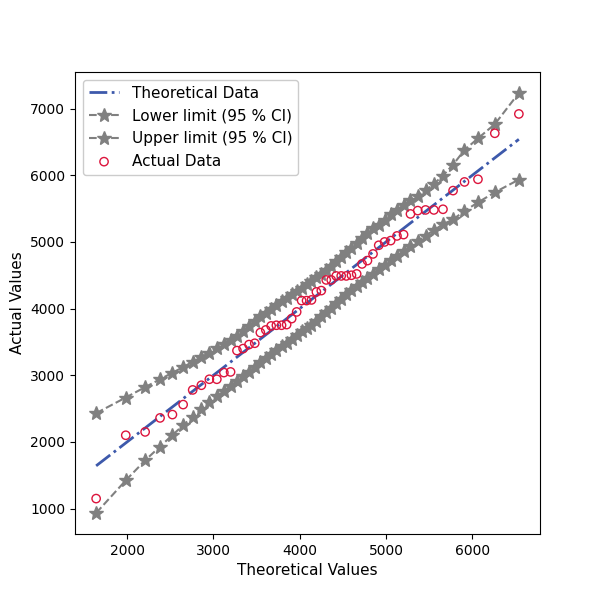 Theoretical Data
Lower limit (95 % CI)
Upper limit (95 % CI)
Actual Data
7000
6000
5000
4000
3000
2000
1000
Actual Values
2000 3000 4000 5000 6000
Theoretical Values